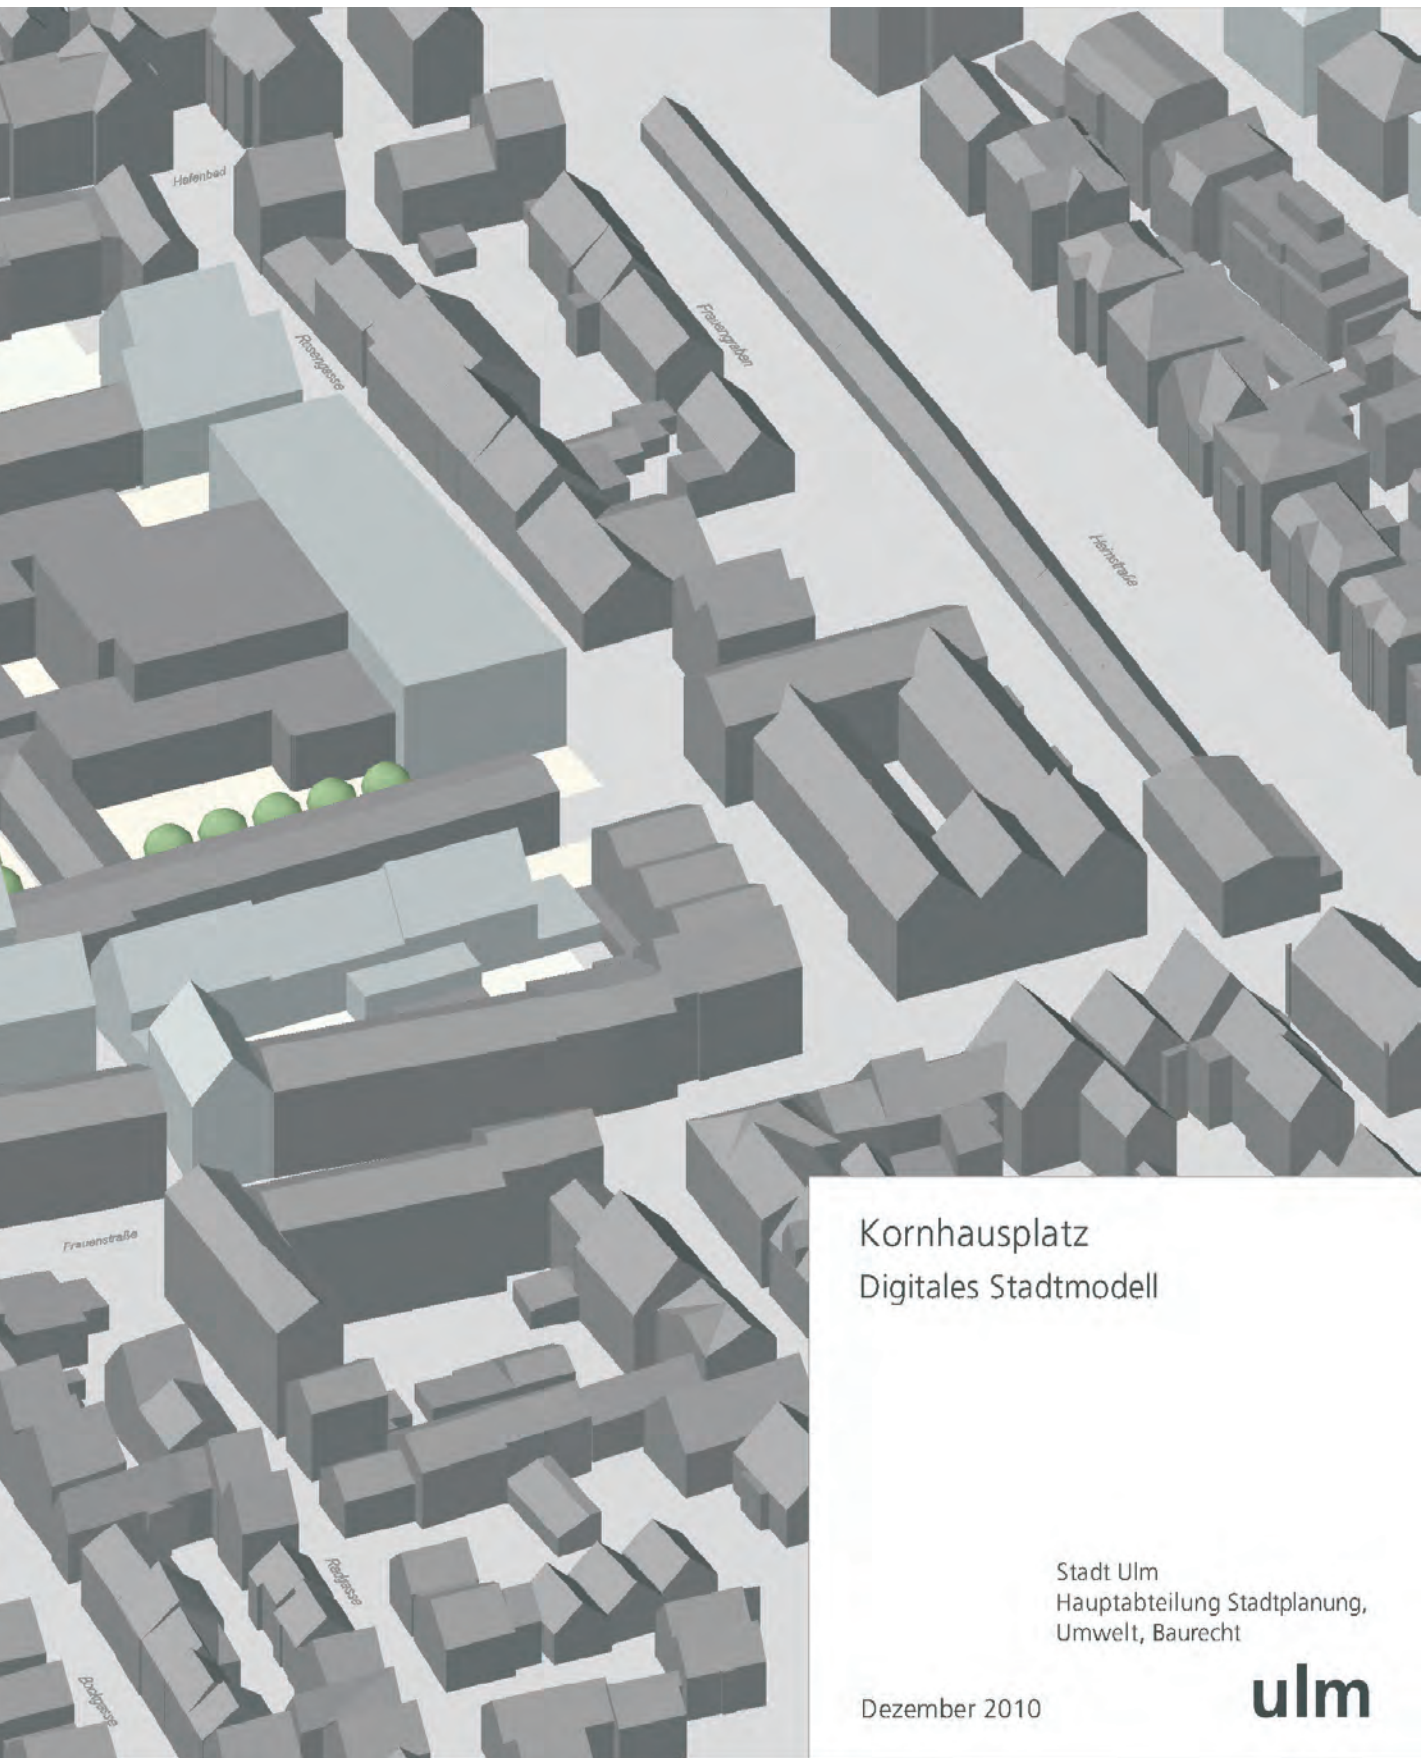 Hafenbad
Rosengasse
Frauengraben
Heimstraße
Frauenstraße
Radgasse
Bockgasse
Kornhausplatz
Digitales Stadtmodell
Stadt Ulm
Hauptabteilung Stadtplanung,
Umwelt, Baurecht
Dezember 2010
ulm